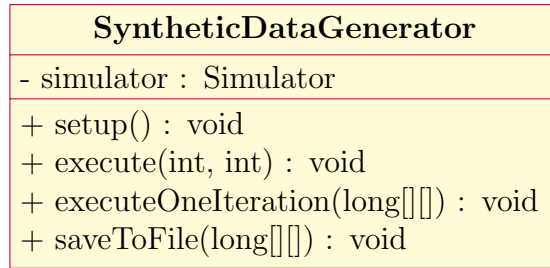 SyntheticDataGenerator
- simulator : Simulator
+ setup() : void
+ execute(int, int) : void
+ executeOneIteration(long[][]) : void
+ saveToFile(long[][]) : void